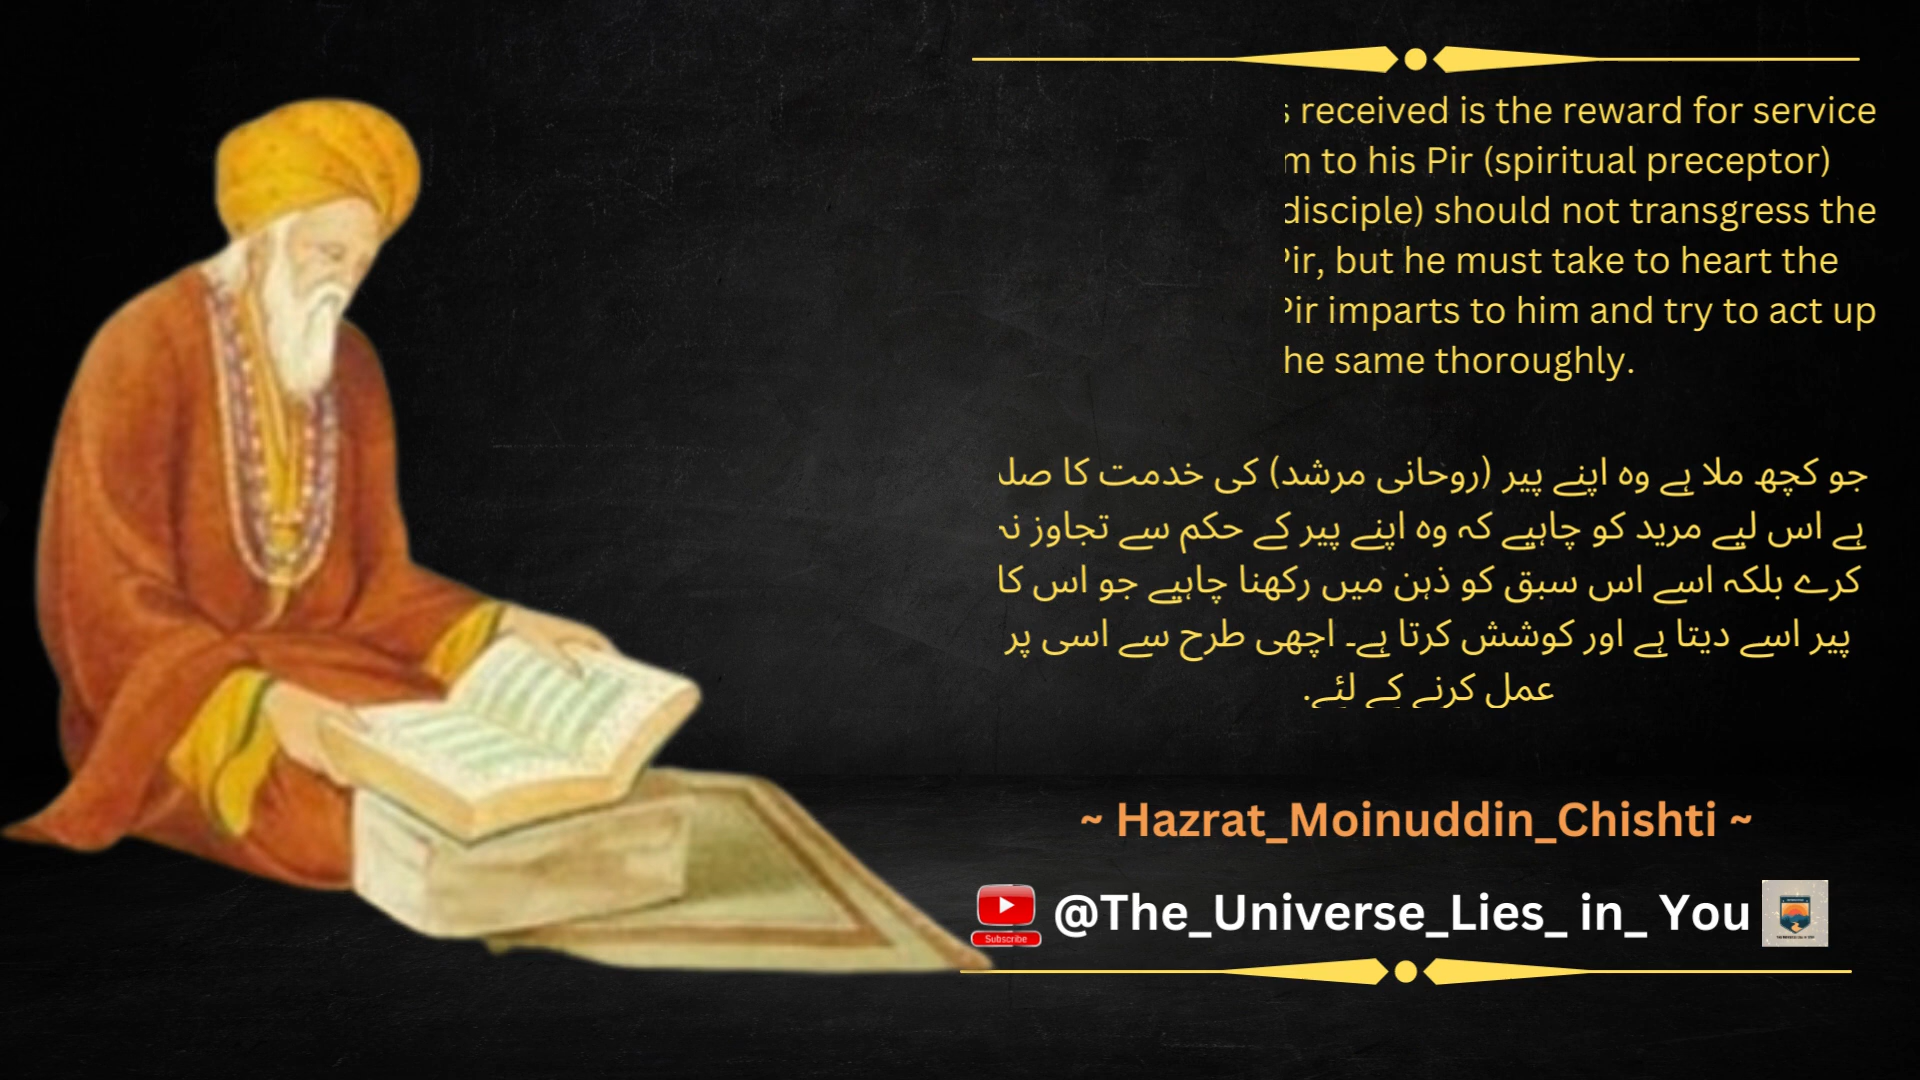 received is the reward for service
to his Pir (spiritual preceptor)
disciple) should not transgress the
Pir, but he must take to heart the
Pir imparts to him and try to act up
he same thoroughly.
جو کچھ ملا ہے وہ اپنے پیر (روحانی مرشد) کی خدمت کا صلہ
ہے اس لیے مرید کو چاہیے کہ وہ اپنے پیر کے حکم سے تجاوز نہ
کرے بلکہ اسے اس سبق کو ذہن میں رکھنا چاہیے جو اس کا
پیر اسے دیتا ہے اور کوشش کرتا ہے۔ اچھی طرح سے اسی پر
عمل کرنے کے لئے.
~ Hazrat_Moinuddin_Chishti ~
Subscribe
@The_Universe_Lies_ in_ You